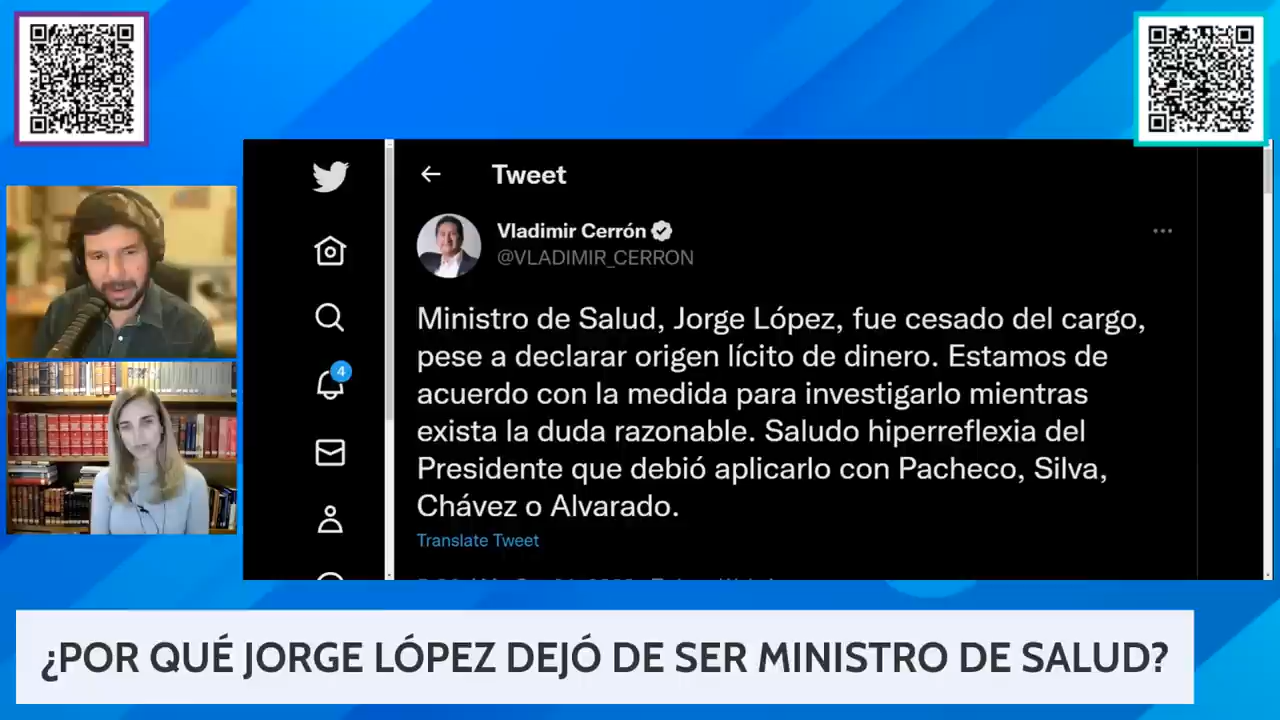 Tweet
Vladimir Cerrón
@VLADIMIR_CERRON
Ministro de Salud, Jorge López, fue cesado del cargo,
pese a declarar origen lícito de dinero. Estamos de
acuerdo con la medida para investigarlo mientras
exista la duda razonable. Saludo hiperreflexia del
Presidente que debió aplicarlo con Pacheco, Silva,
Chávez o Alvarado.
Translate Tweet
4
¿POR QUÉ JORGE LÓPEZ DEJÓ DE SER MINISTRO DE SALUD?